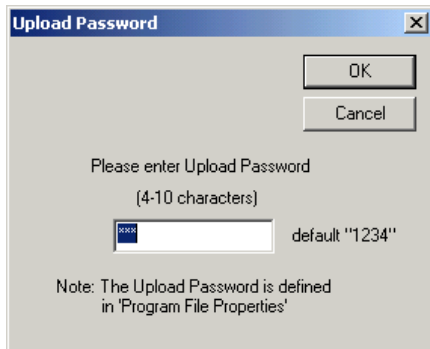 Upload Password
OK
Cancel
Please enter Upload Password
(4-10 characters)
*** default "1234"
Note: The Upload Password is defined
in 'Program File Properties'